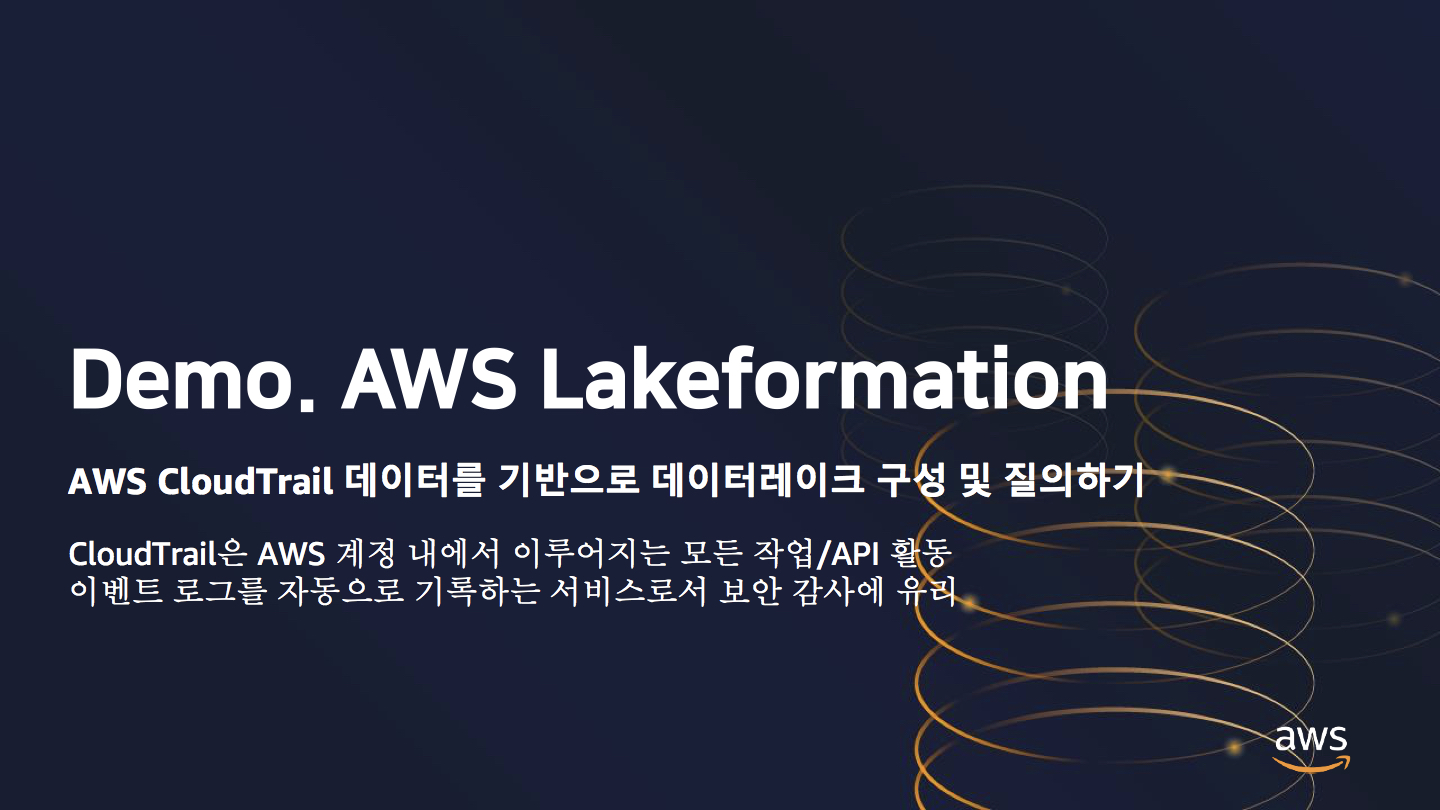 Demo. AWS Lakeformation
AWS CloudTrail 데이터를 기반으로 데이터레이크 구성 및 질의하기
CloudTrail은 AWS 계정 내에서 이루어지는 모든 작업/API 활동
이벤트 로그를 자동으로 기록하는 서비스로서 보안 감사에 유리
aws